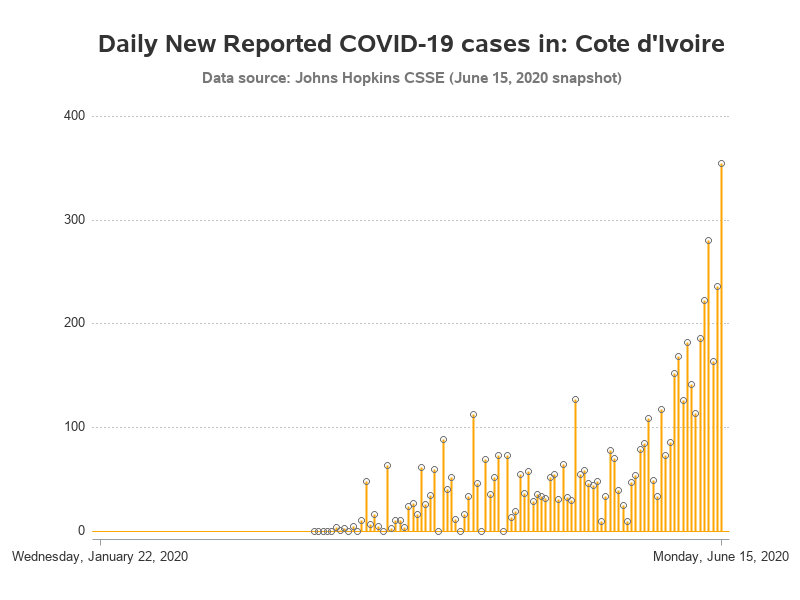 Daily New Reported COVID-19 cases in: Cote d'Ivoire
Data source: Johns Hopkins CSSE (June 15, 2020 snapshot)
400
300
200
100
0
Wednesday, January 22, 2020
Monday, June 15, 2020